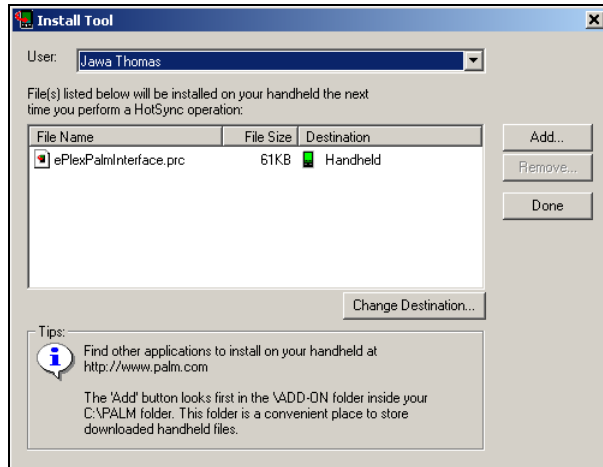 Install Tool
User: Jawa Thomas
File(s) listed below will be installed on your handheld the next
time you perform a HotSync operation:
File Name File Size Destination
ePlexPalmInterface.prc 61KB Handheld
Add...
Remove...
Done
Change Destination...
Tips:
Find other applications to install on your handheld at
http://www.palm.com
The 'Add' button looks first in the \ADD-ON folder inside your
C:\PALM folder. This folder is a convenient place to store
downloaded handheld files.